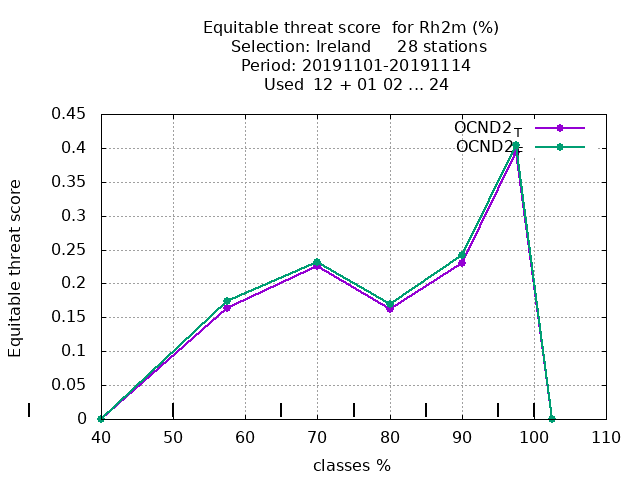 Equitable threat score  for Rh2m (%)
Selection: Ireland     28 stations
Period: 20191101-20191114
Used  12 + 01 02 ... 24
OCND2_T
OCND2_F
Equitable threat score
0.45
0.4
0.35
0.3
0.25
0.2
0.15
0.1
0.05
0
40 50 60 70 80 90 100 110
classes %